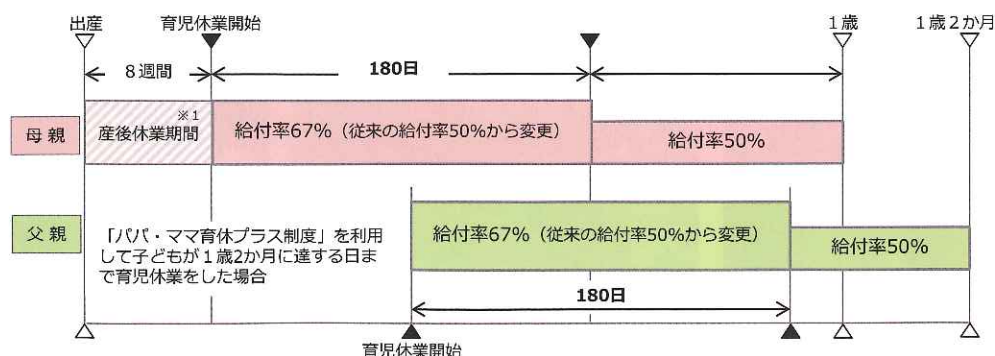 出産
育児休業開始
1歳
1歳2か月
8週間
180日
母親
※1
産後休業期間
給付率67%（従来の給付率50%から変更）
給付率50%
父親
「パパ・ママ育休プラス制度」を利用
して子どもが1歳2か月に達する日ま
で育児休業をした場合
給付率67%（従来の給付率50%から変更）
給付率50%
180日
育児休業開始